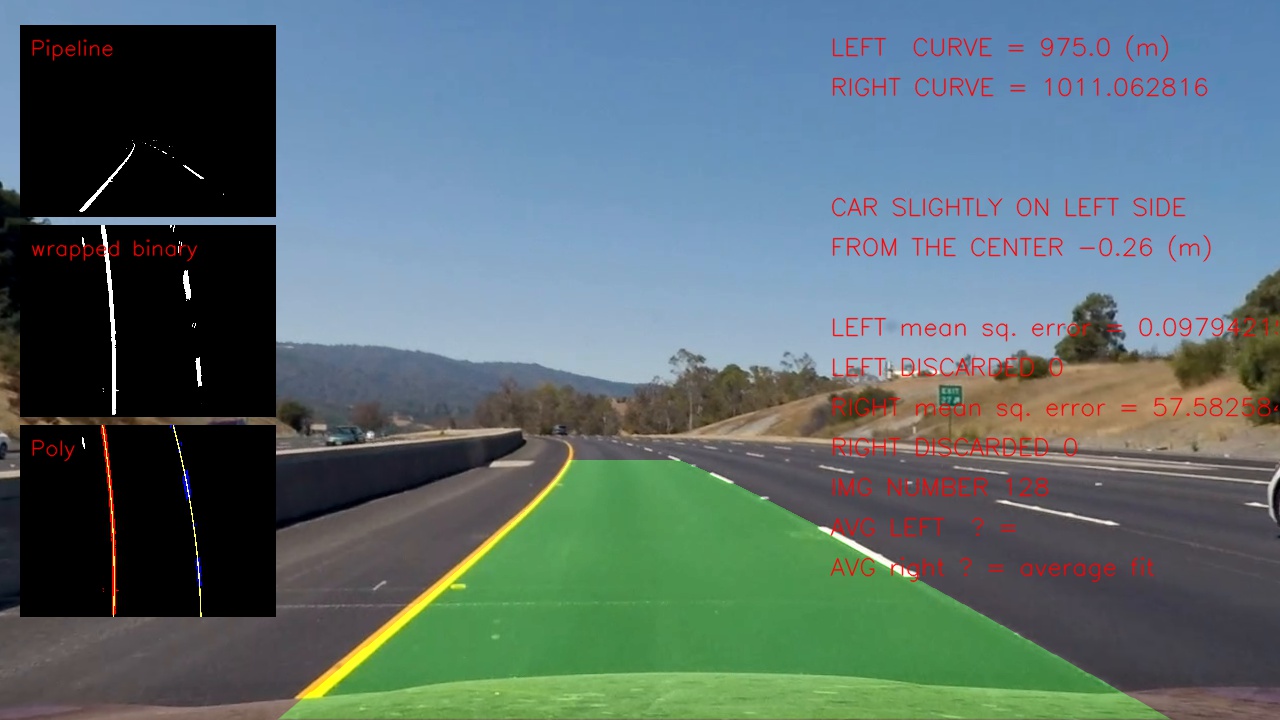 Pipeline
wrapped binary
Poly
LEFT CURVE = 975.0 (m)
RIGHT CURVE = 1011.062816
CAR SLIGHTLY ON LEFT SIDE
FROM THE CENTER -0.26 (m)
LEFT mean sq. error = 0.0979421
LEFT DISCARDED 0
RIGHT mean sq. error = 57.58258
RIGHT DISCARDED 0
IMG NUMBER 128
AVG LEFT ? =
AVG right ? = average fit
EXIT